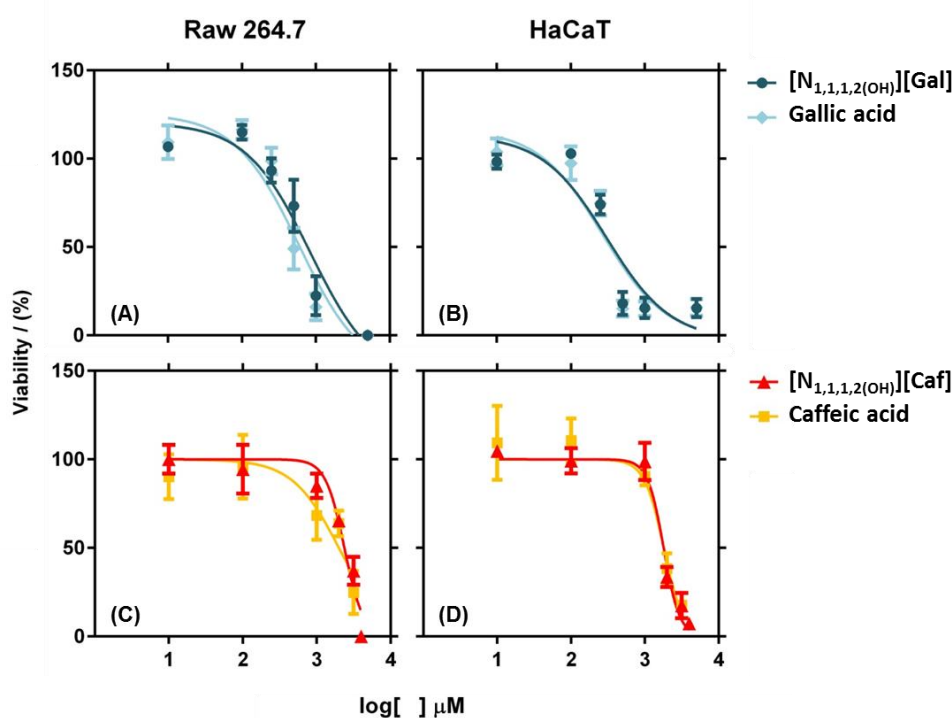 Raw 264.7
HaCaT
150
100
50
0
(A)
(B)
[N1,1,1,2(OH)][Gal]
Gallic acid
Viability / (%)
150
100
50
0
(C)
(D)
[N1,1,1,2(OH)][Caf]
Caffeic acid
1 2 3 4
1 2 3 4
log[ ] μM